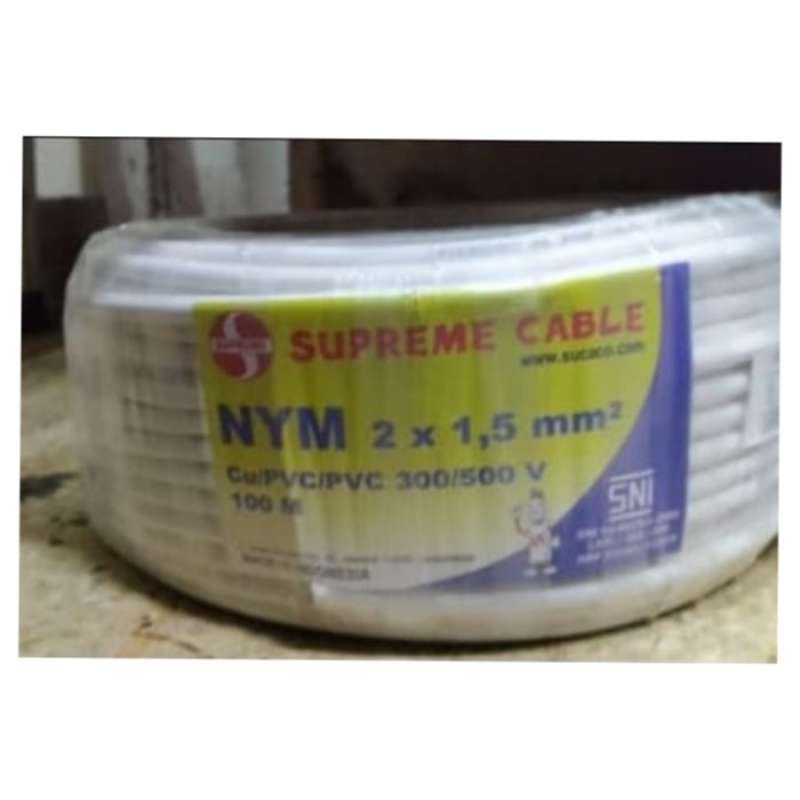 SUPREME CABLE
www.sucaco.com
NYM 2 x 1,5 mm²
Cu/PVC/PVC 300/500 V
100 M
SNI